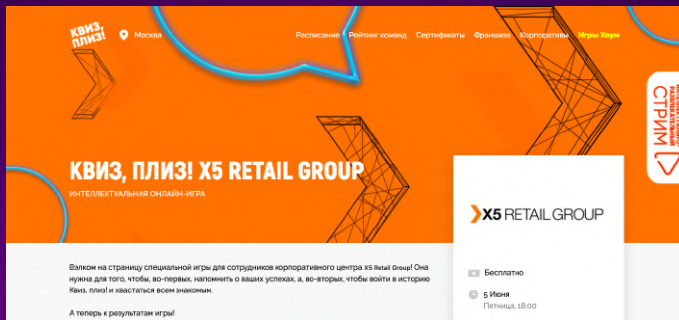 КВИЗ, ПЛИЗ!
Москва
Расписание Рейтинг команд Сертификаты Франшиза Корпоративы Игры Хоум
РАЗВЛЕКАТЕЛЬНЫЙ
СТРИМ
КВИЗ, ПЛИЗ! X5 RETAIL GROUP
ИНТЕЛЛЕКТУАЛЬНАЯ ОНЛАЙН-ИГРА
X5 RETAIL GROUP
Вэлком на страницу специальной игры для сотрудников корпоративного центра X5 Retail Group! Она
нужна для того, чтобы, во-первых, напомнить о ваших успехах, а, во-вторых, чтобы войти в историю
Квиз, плиз! и хвастаться всем знакомым.
А теперь к результатам игры!
Бесплатно
5 Июня
Пятница, 18:00